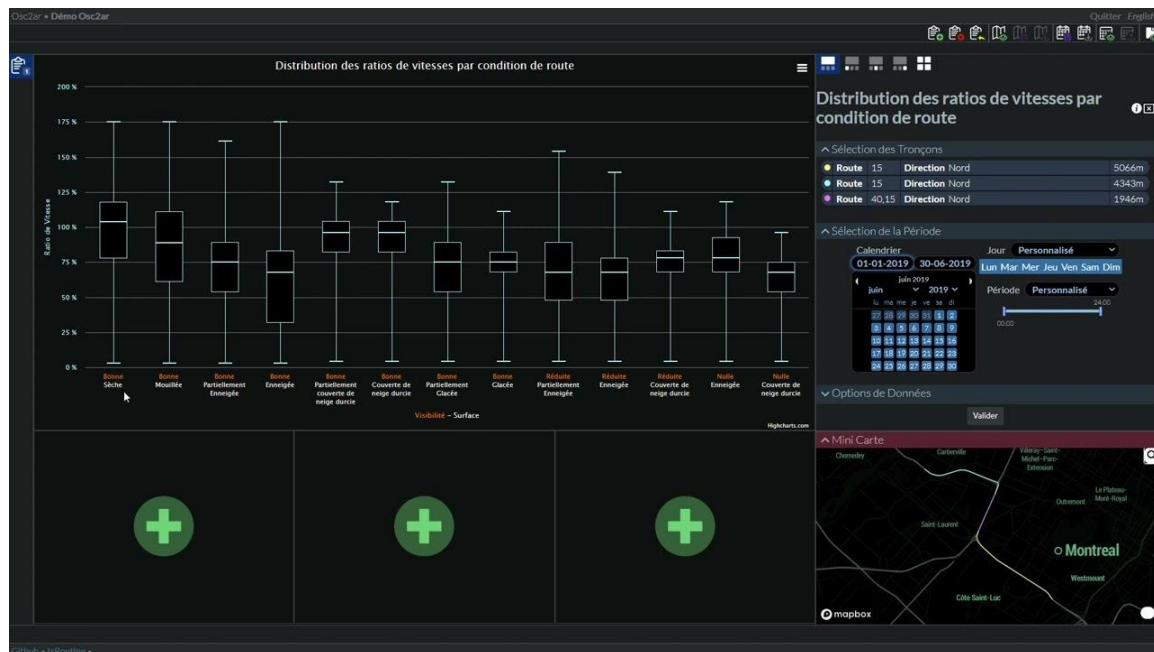 Osc2ar • Démo Osc2ar
Quitter English
Distribution des ratios de vitesses par condition de route
200 %
175 %
150 %
125 %
100 %
75 %
50 %
25 %
0 %
Ratio de Vitesse
Bonne Sèche
Bonne Mouillée
Bonne Partiellement Enneigée
Bonne Enneigée
Bonne Partiellement couverte de neige durcie
Bonne Couverte de neige durcie
Bonne Partiellement Glacée
Bonne Glacée
Réduite Partiellement Enneigée
Réduite Enneigée
Réduite Couverte de neige durcie
Nulle Enneigée
Nulle Couverte de neige durcie
Visibilité – Surface
Highcharts.com
Distribution des ratios de vitesses par
condition de route
Sélection des Tronçons
Route 15 Direction Nord 5066m
Route 15 Direction Nord 4343m
Route 40,15 Direction Nord 1946m
Sélection de la Période
Calendrier
01-01-2019 30-06-2019
juin 2019
juin 2019
lu ma me je ve sa di
27 28 29 30 31 1 2
3 4 5 6 7 8 9
10 11 12 13 14 15 16
17 18 19 20 21 22 23
24 25 26 27 28 29 30
Jour Personnalisé
Lun Mar Mer Jeu Ven Sam Dim
Période Personnalisé
24:00
00:00
Options de Données
Valider
Mini Carte
Chomedey
Cartierville
Villeray-Saint-
Michel-Parc-
Extension
Le Plateau-
Mont-Royal
Outremont
Saint-Laurent
Montreal
Westmount
Côte Saint-Luc
mapbox